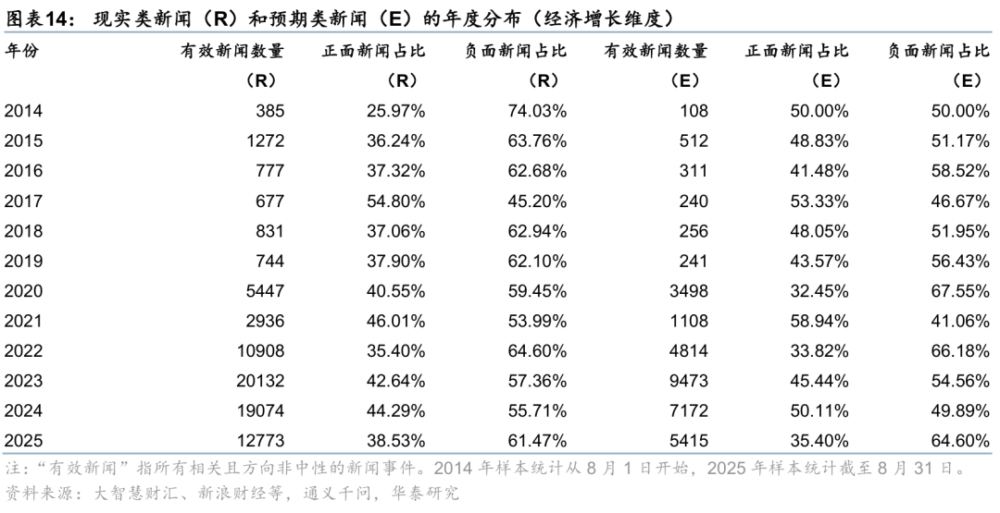 图表14： 现实类新闻（R）和预期类新闻（E）的年度分布（经济增长维度）
年份 有效新闻数量 正面新闻占比 负面新闻占比 有效新闻数量 正面新闻占比 负面新闻占比
（R） （R） （R） （E） （E） （E）
2014 385 25.97% 74.03% 108 50.00% 50.00%
2015 1272 36.24% 63.76% 512 48.83% 51.17%
2016 777 37.32% 62.68% 311 41.48% 58.52%
2017 677 54.80% 45.20% 240 53.33% 46.67%
2018 831 37.06% 62.94% 256 48.05% 51.95%
2019 744 37.90% 62.10% 241 43.57% 56.43%
2020 5447 40.55% 59.45% 3498 32.45% 67.55%
2021 2936 46.01% 53.99% 1108 58.94% 41.06%
2022 10908 35.40% 64.60% 4814 33.82% 66.18%
2023 20132 42.64% 57.36% 9473 45.44% 54.56%
2024 19074 44.29% 55.71% 7172 50.11% 49.89%
2025 12773 38.53% 61.47% 5415 35.40% 64.60%
注：“有效新闻”指所有相关且方向非中性的新闻事件。2014 年样本统计从 8 月 1 日开始，2025 年样本统计截至 8 月 31 日。
资料来源：大智慧财汇、新浪财经等，通义千问，华泰研究